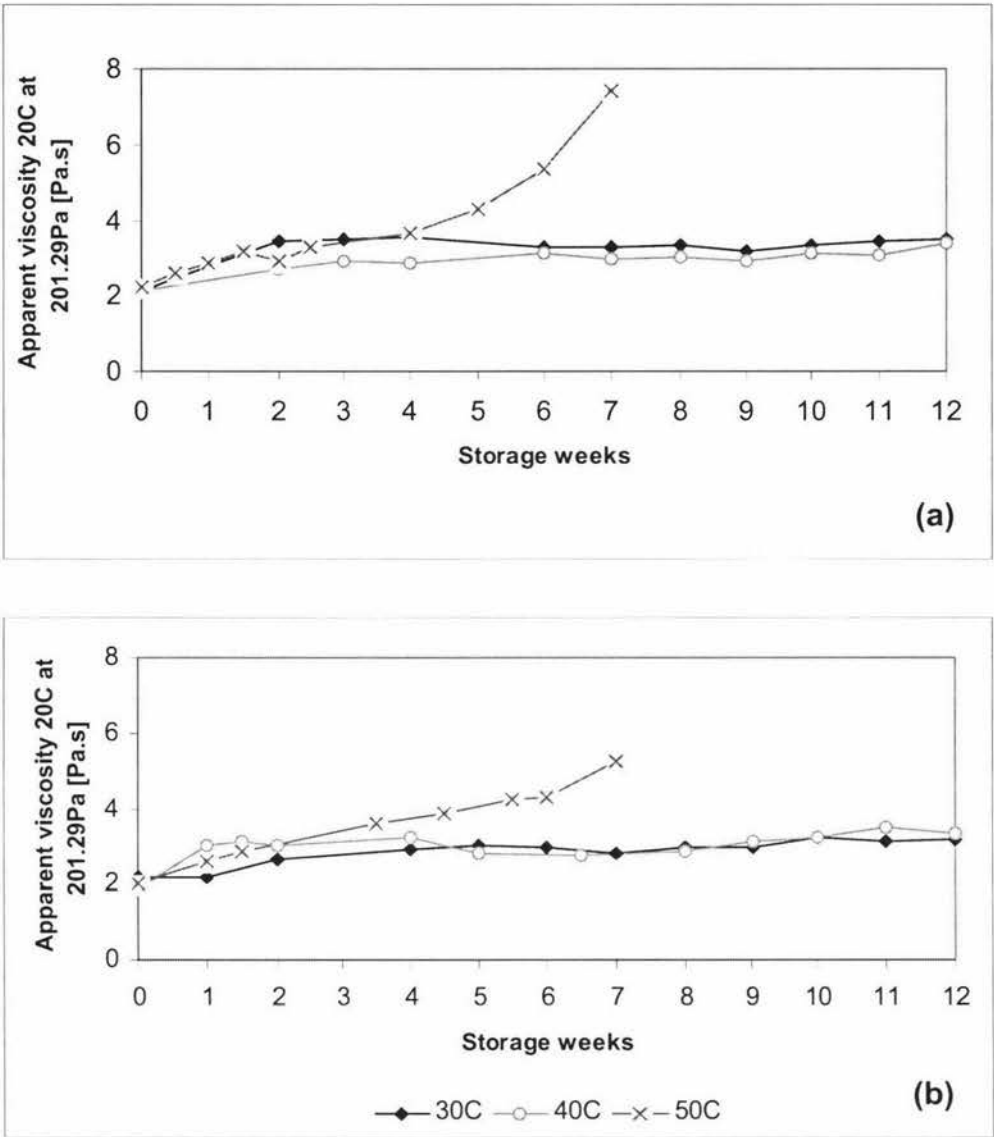 Apparent viscosity 20C at
201.29Pa [Pa.s]
8
6
4
2
0
0 1 2 3 4 5 6 7 8 9 10 11 12
Storage weeks
(a)
Apparent viscosity 20C at
201.29Pa [Pa.s]
8
6
4
2
0
0 1 2 3 4 5 6 7 8 9 10 11 12
Storage weeks
30C 40C 50C
(b)